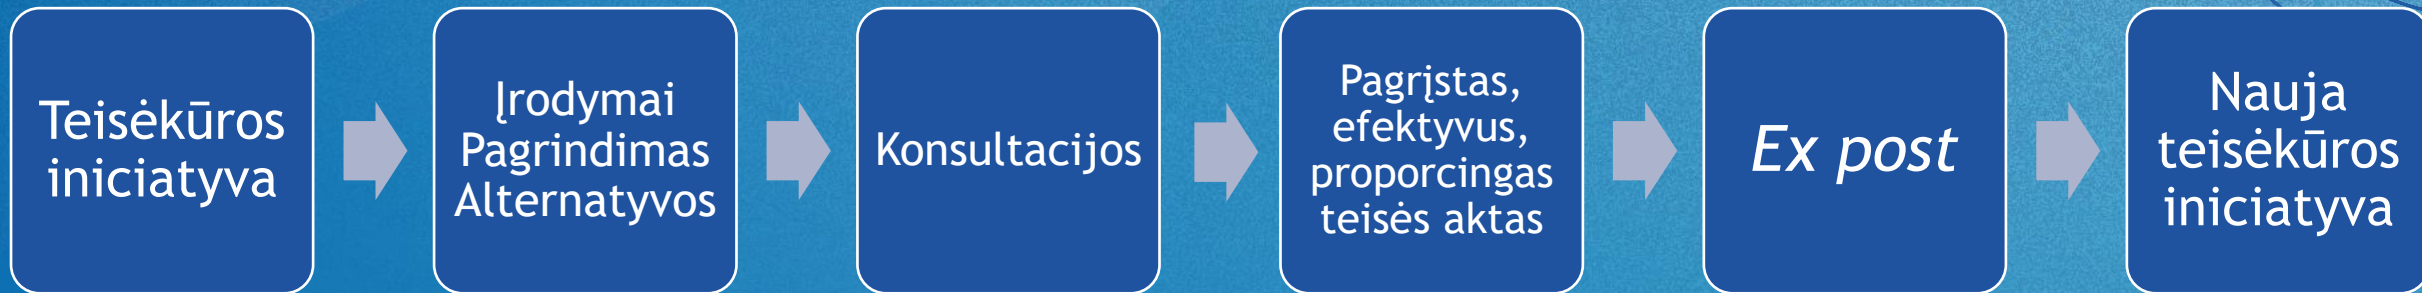 Teisėkūros
iniciatyva
Įrodymai
Pagrindimas
Alternatyvos
Konsultacijos
Pagrįstas,
efektyvus,
proporcingas
teisės aktas
Ex post
Nauja
teisėkūros
iniciatyva